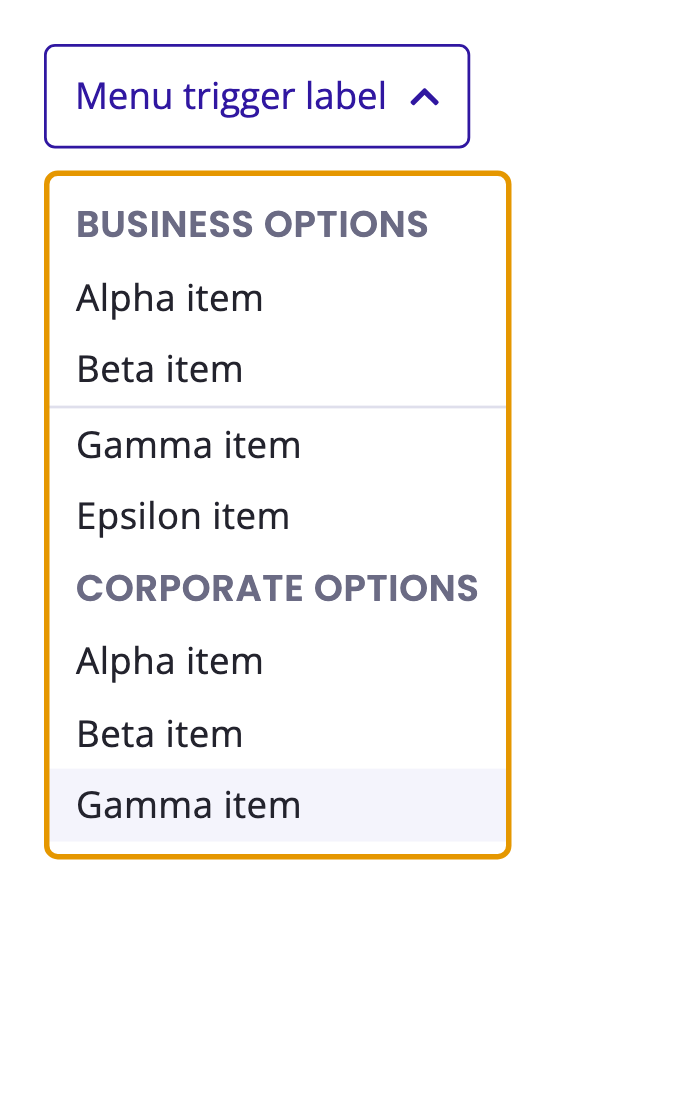 Menu trigger label
BUSINESS OPTIONS
Alpha item
Beta item
Gamma item
Epsilon item
CORPORATE OPTIONS
Alpha item
Beta item
Gamma item